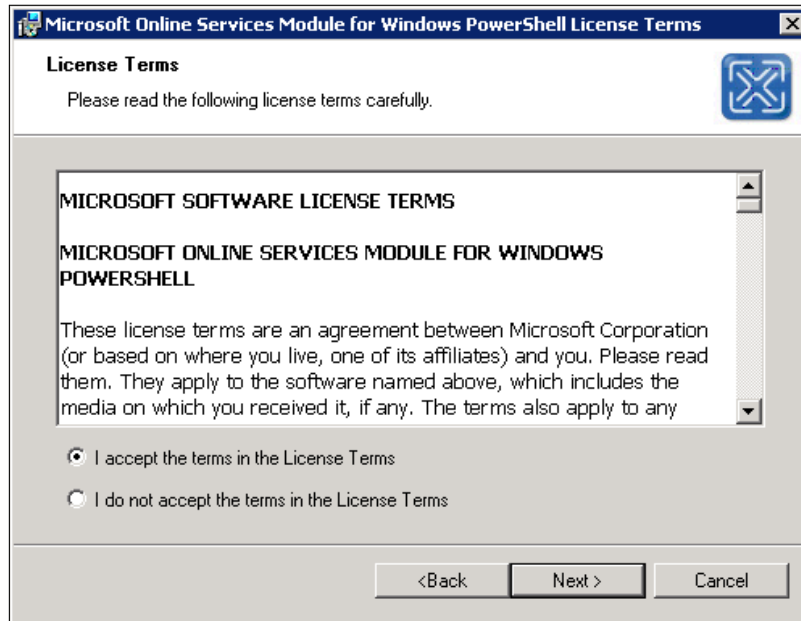 Microsoft Online Services Module for Windows PowerShell License Terms
License Terms
Please read the following license terms carefully.
MICROSOFT SOFTWARE LICENSE TERMS
MICROSOFT ONLINE SERVICES MODULE FOR WINDOWS
POWERSHELL
These license terms are an agreement between Microsoft Corporation
(or based on where you live, one of its affiliates) and you. Please read
them. They apply to the software named above, which includes the
media on which you received it, if any. The terms also apply to any
I accept the terms in the License Terms
I do not accept the terms in the License Terms
<Back Next > Cancel